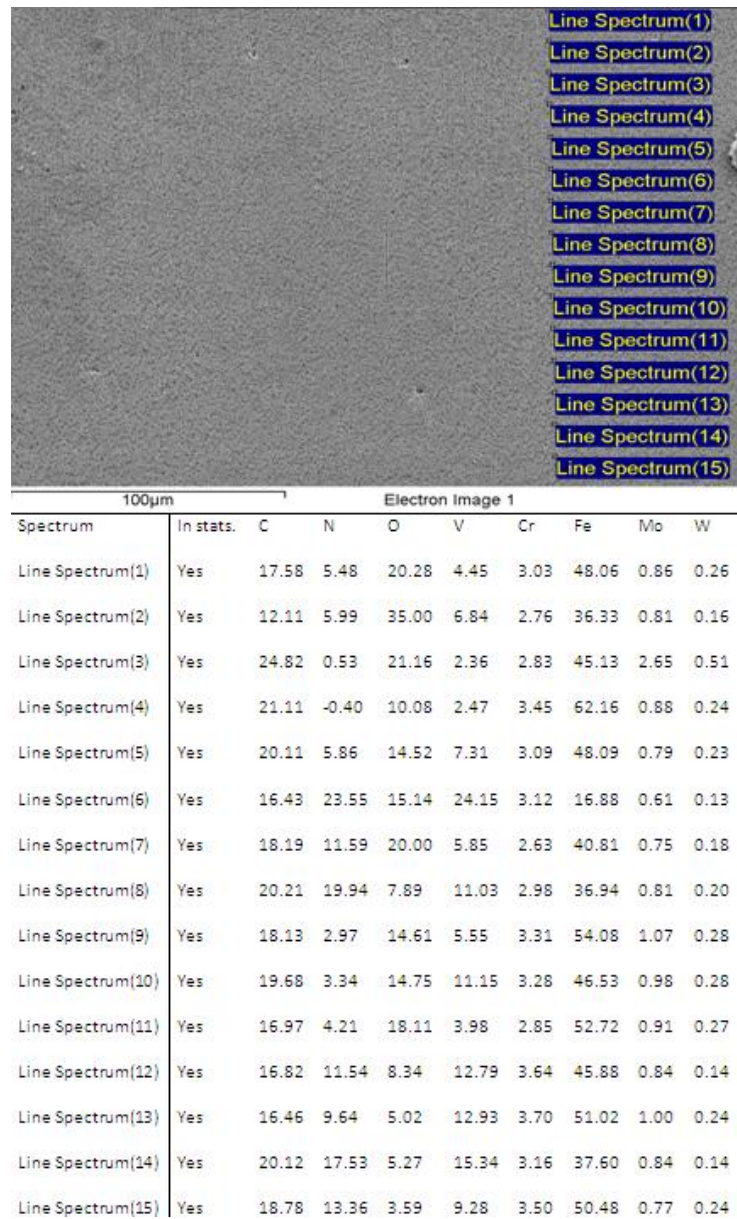 Line Spectrum(1)
Line Spectrum(2)
Line Spectrum(3)
Line Spectrum(4)
Line Spectrum(5)
Line Spectrum(6)
Line Spectrum(7)
Line Spectrum(8)
Line Spectrum(9)
Line Spectrum(10)
Line Spectrum(11)
Line Spectrum(12)
Line Spectrum(13)
Line Spectrum(14)
Line Spectrum(15)
100µm Electron Image 1
Spectrum In stats. C N O V Cr Fe Mo W
Line Spectrum(1) Yes 17.58 5.48 20.28 4.45 3.03 48.06 0.86 0.26
Line Spectrum(2) Yes 12.11 5.99 35.00 6.84 2.76 36.33 0.81 0.16
Line Spectrum(3) Yes 24.82 0.53 21.16 2.36 2.83 45.13 2.65 0.51
Line Spectrum(4) Yes 21.11 -0.40 10.08 2.47 3.45 62.16 0.88 0.24
Line Spectrum(5) Yes 20.11 5.86 14.52 7.31 3.09 48.09 0.79 0.23
Line Spectrum(6) Yes 16.43 23.55 15.14 24.15 3.12 16.88 0.61 0.13
Line Spectrum(7) Yes 18.19 11.59 20.00 5.85 2.63 40.81 0.75 0.18
Line Spectrum(8) Yes 20.21 19.94 7.89 11.03 2.98 36.94 0.81 0.20
Line Spectrum(9) Yes 18.13 2.97 14.61 5.55 3.31 54.08 1.07 0.28
Line Spectrum(10) Yes 19.68 3.34 14.75 11.15 3.28 46.53 0.98 0.28
Line Spectrum(11) Yes 16.97 4.21 18.11 3.98 2.85 52.72 0.91 0.27
Line Spectrum(12) Yes 16.82 11.54 8.34 12.79 3.64 45.88 0.84 0.14
Line Spectrum(13) Yes 16.46 9.64 5.02 12.93 3.70 51.02 1.00 0.24
Line Spectrum(14) Yes 20.12 17.53 5.27 15.34 3.16 37.60 0.84 0.14
Line Spectrum(15) Yes 18.78 13.36 3.59 9.28 3.50 50.48 0.77 0.24